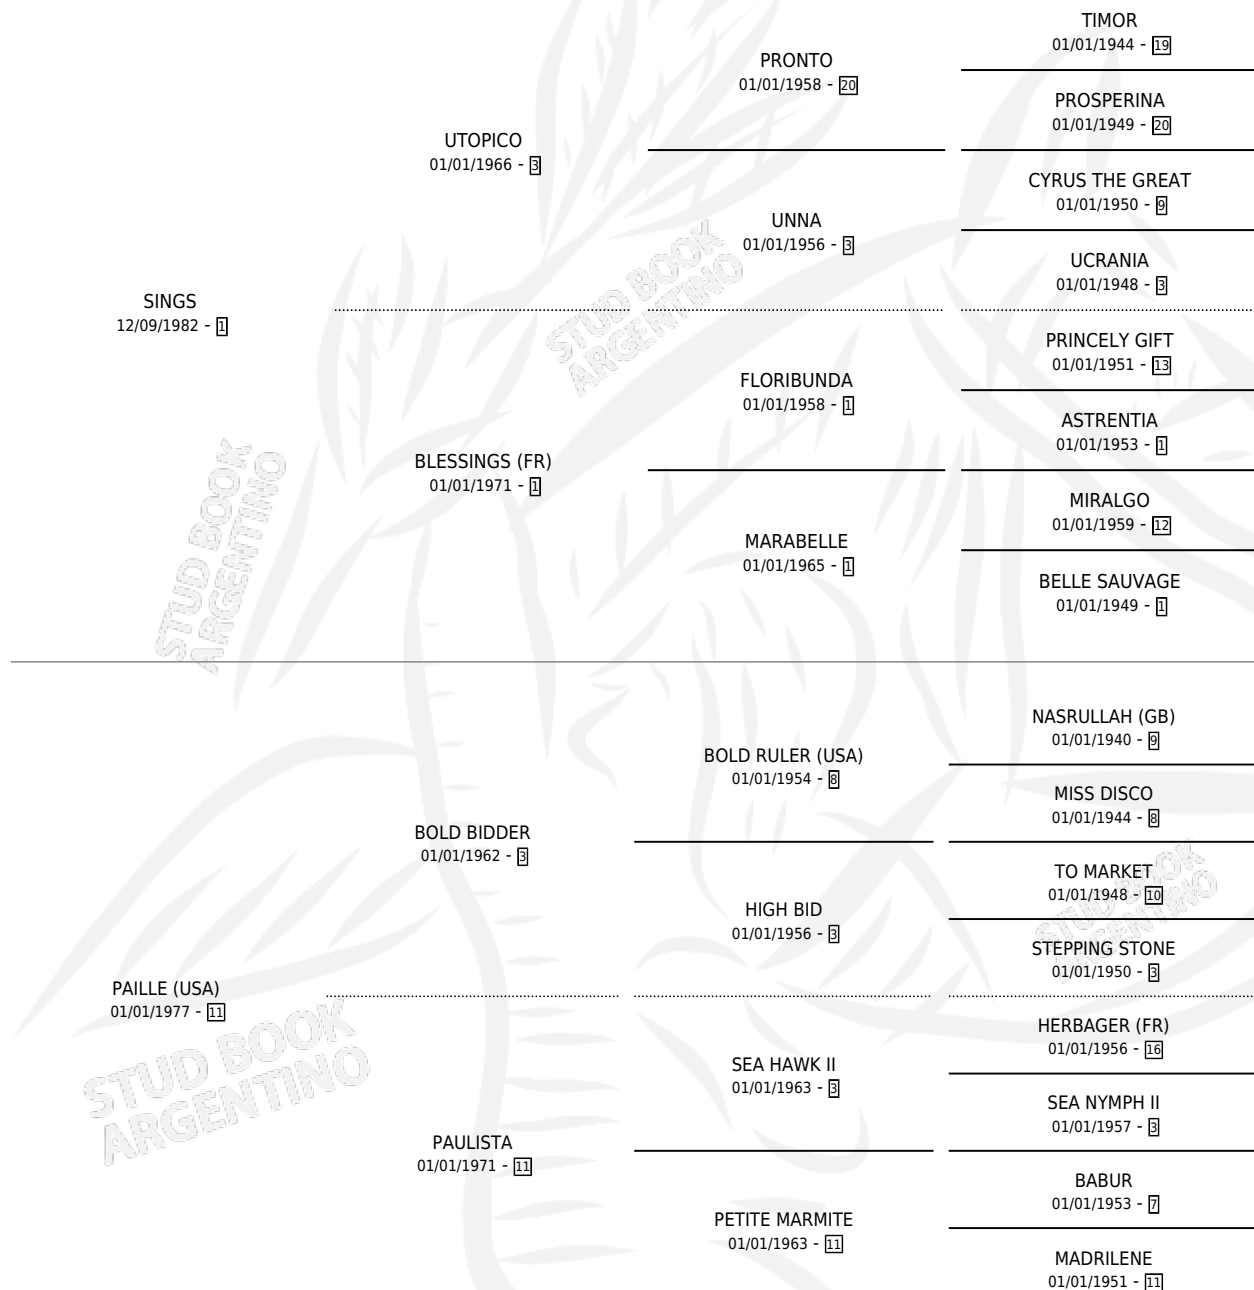 TIMOR
01/01/1944 - 19
PRONTO
01/01/1958 - 20
PROSPERINA
01/01/1949 - 20
UTOPICO
01/01/1966 - 3
CYRUS THE GREAT
01/01/1950 - 9
UNNA
01/01/1956 - 3
UCRANIA
01/01/1948 - 3
SINGS
12/09/1982 - 1
PRINCELY GIFT
01/01/1951 - 13
FLORIBUNDA
01/01/1958 - 1
ASTRENTIA
01/01/1953 - 1
BLESSINGS (FR)
01/01/1971 - 1
MIRALGO
01/01/1959 - 12
MARABELLE
01/01/1965 - 1
BELLE SAUVAGE
01/01/1949 - 1
STUD BOOK
ARGENTINO
STUD BOOK
ARGENTINO
NASRULLAH (GB)
01/01/1940 - 9
BOLD RULER (USA)
01/01/1954 - 8
MISS DISCO
01/01/1944 - 8
BOLD BIDDER
01/01/1962 - 3
TO MARKET
01/01/1948 - 10
HIGH BID
01/01/1956 - 3
STEPPING STONE
01/01/1950 - 3
STUD BOOK
ARGENTINO
PAILLE (USA)
01/01/1977 - 11
HERBAGER (FR)
01/01/1956 - 16
SEA HAWK II
01/01/1963 - 3
SEA NYMPH II
01/01/1957 - 3
PAULISTA
01/01/1971 - 11
BABUR
01/01/1953 - 7
PETITE MARMITE
01/01/1963 - 11
MADRILENE
01/01/1951 - 11
STUD BOOK
ARGENTINO